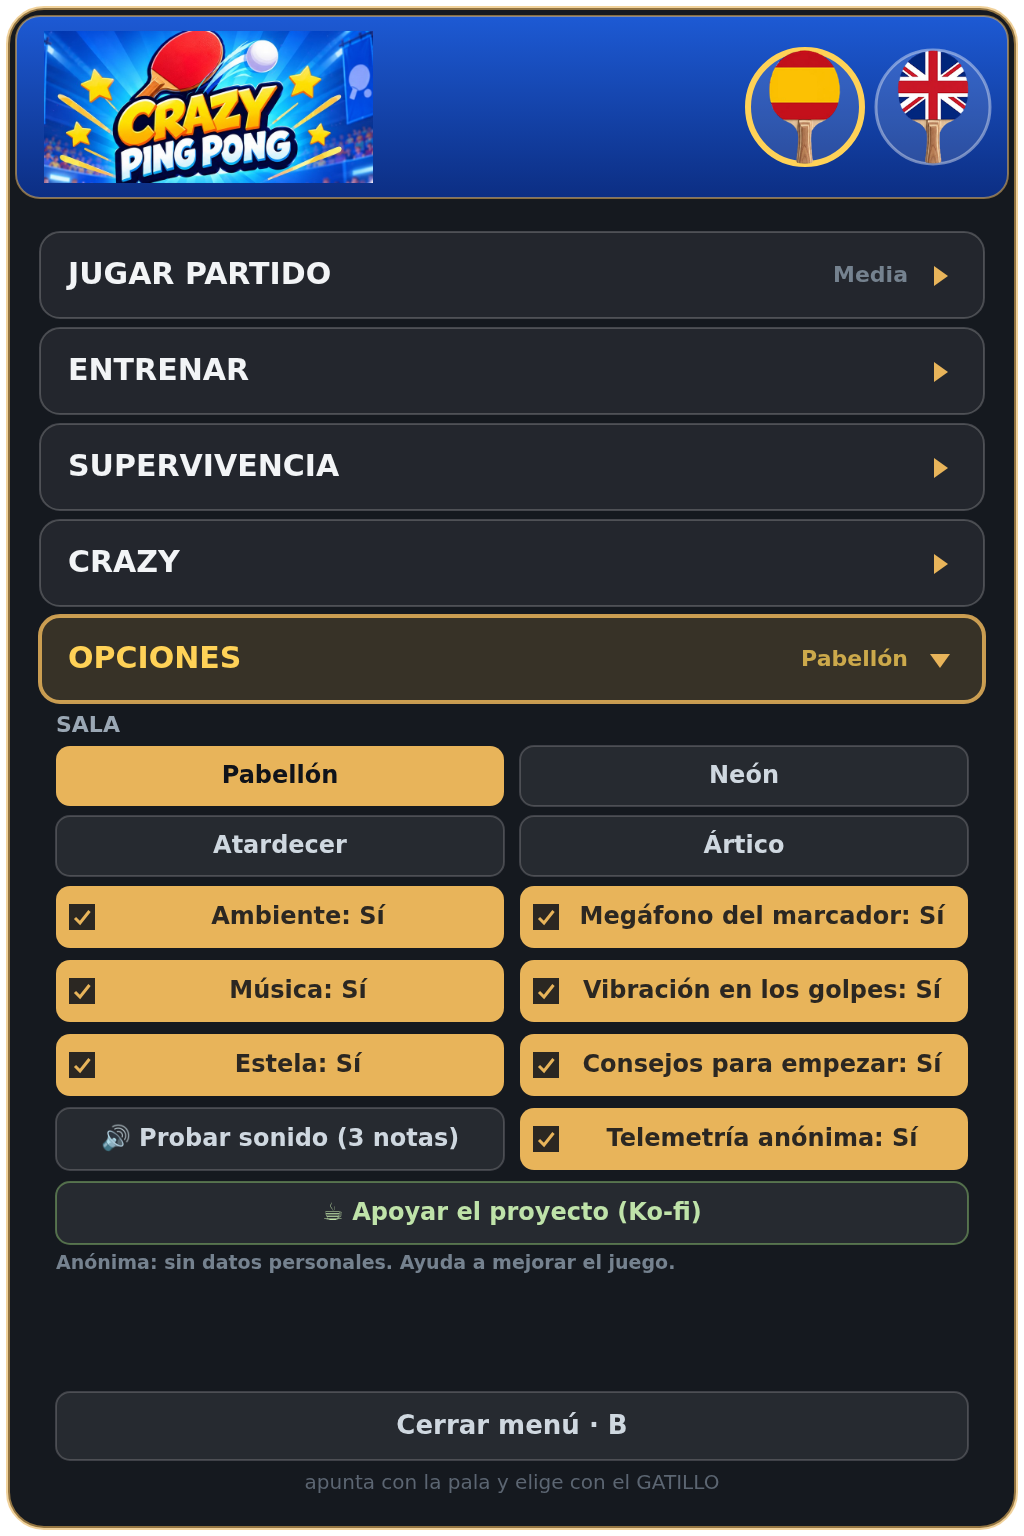 CRAZY
PING PONG
JUGAR PARTIDO
Media
ENTRENAR
SUPERVIVENCIA
CRAZY
OPCIONES
Pabellón
SALA
Pabellón
Neón
Atardecer
Ártico
Ambiente: Sí
Megáfono del marcador: Sí
Música: Sí
Vibración en los golpes: Sí
Estela: Sí
Consejos para empezar: Sí
🔊 Probar sonido (3 notas)
Telemetría anónima: Sí
☕ Apoyar el proyecto (Ko-fi)
Anónima: sin datos personales. Ayuda a mejorar el juego.
Cerrar menú · B
apunta con la pala y elige con el GATILLO